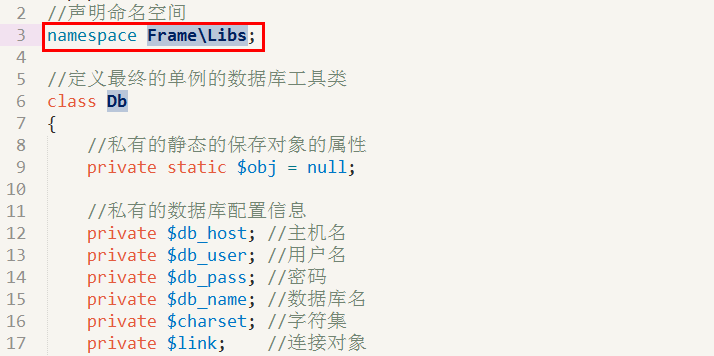 2 //声明命名空间
3 namespace Frame\Libs;
4
5 //定义最终的单例的数据库工具类
6 class Db
7 {
8 //私有的静态的保存对象的属性
9 private static $obj = null;
10
11 //私有的数据库配置信息
12 private $db_host; //主机名
13 private $db_user; //用户名
14 private $db_pass; //密码
15 private $db_name; //数据库名
16 private $charset; //字符集
17 private $link; //连接对象